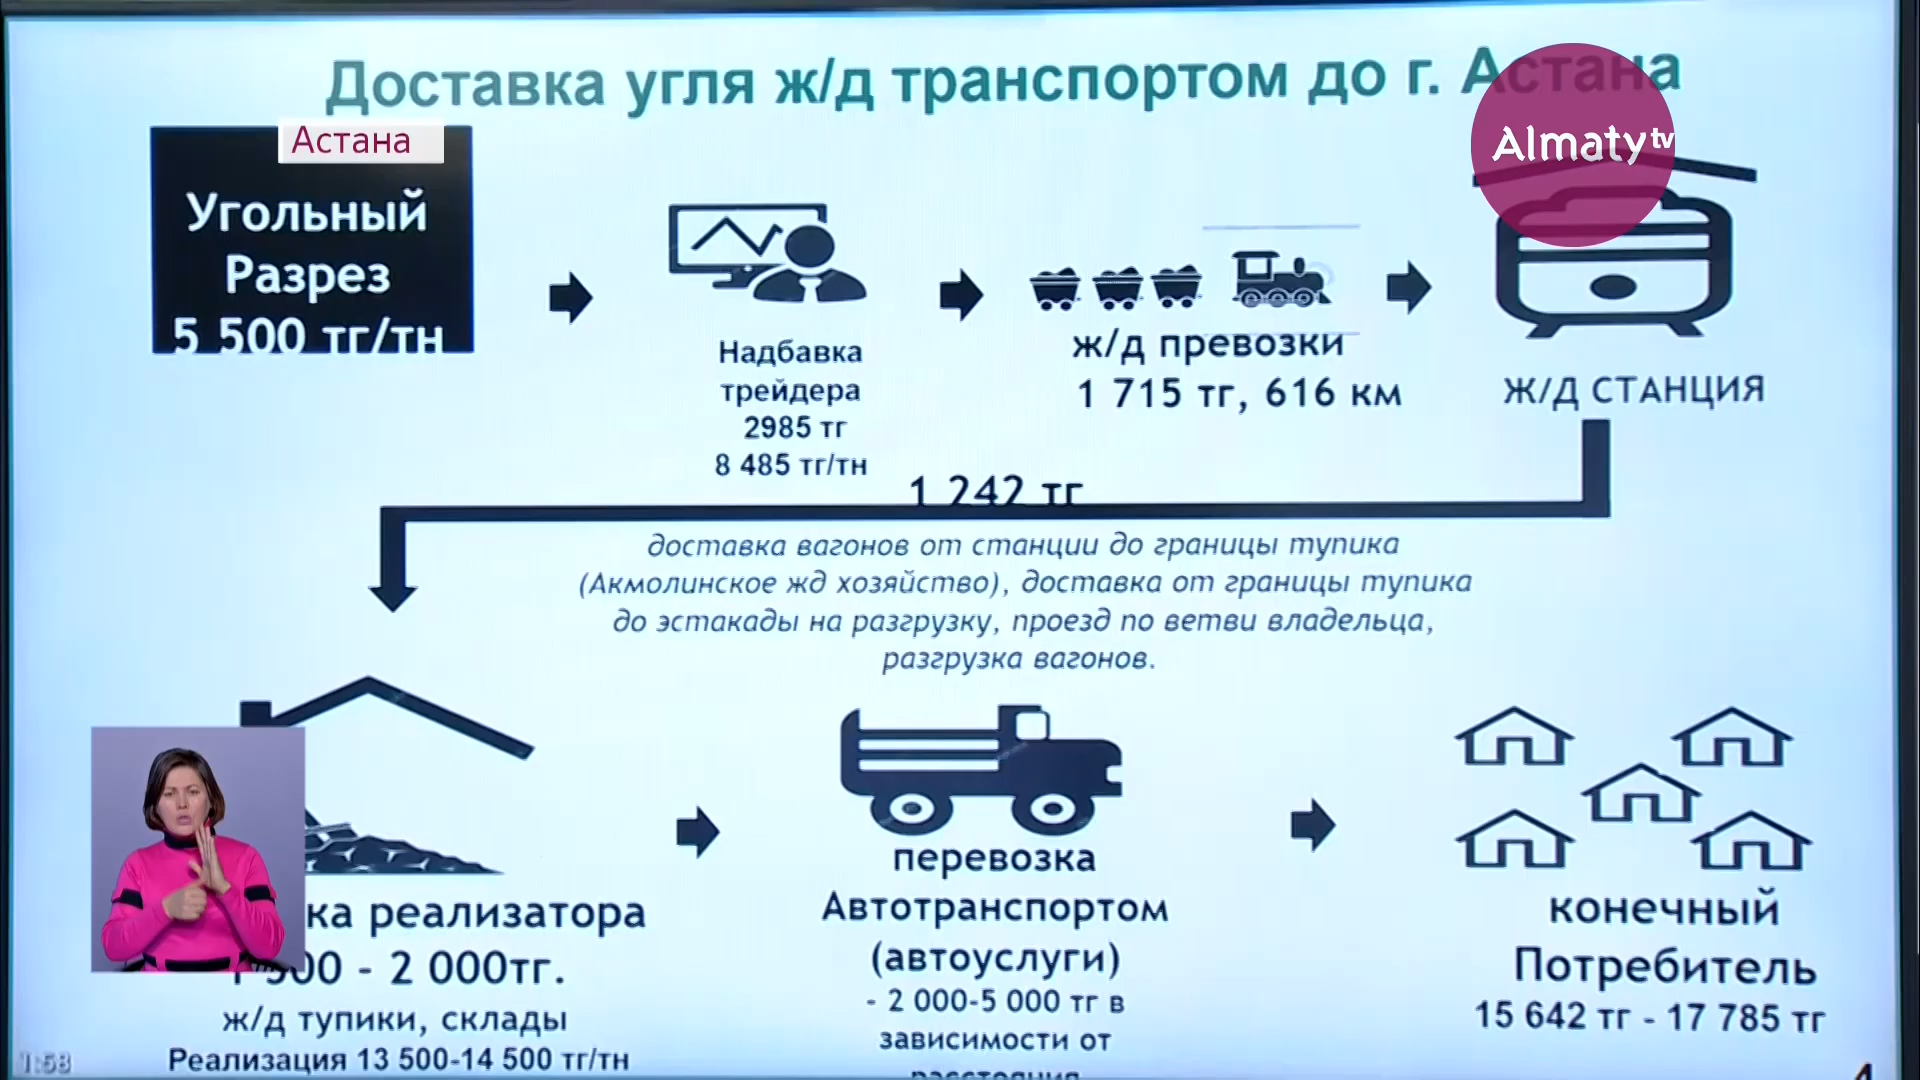 Доставка угля ж/д транспортом до г. Астана
Almaty tv
Астана
Угольный
Разрез
5 500 тг/тн
Надбавка
трейдера
2985 тг
8 485 тг/тн
ж/д превозки
1 715 тг, 616 км
Ж/Д СТАНЦИЯ
1 242 тг
доставка вагонов от станции до границы тупика
(Акмолинское жд хозяйство), доставка от границы тупика
до эстакады на разгрузку, проезд по ветви владельца,
разгрузка вагонов.
реализатора
- 2 000тг.
ж/д тупики, склады
Реализация 13 500-14 500 тг/тн
перевозка
Автотранспортом
(автоуслуги)
- 2 000-5 000 тг в
зависимости от
расстояния
конечный
Потребитель
15 642 тг - 17 785 тг
1:58
4